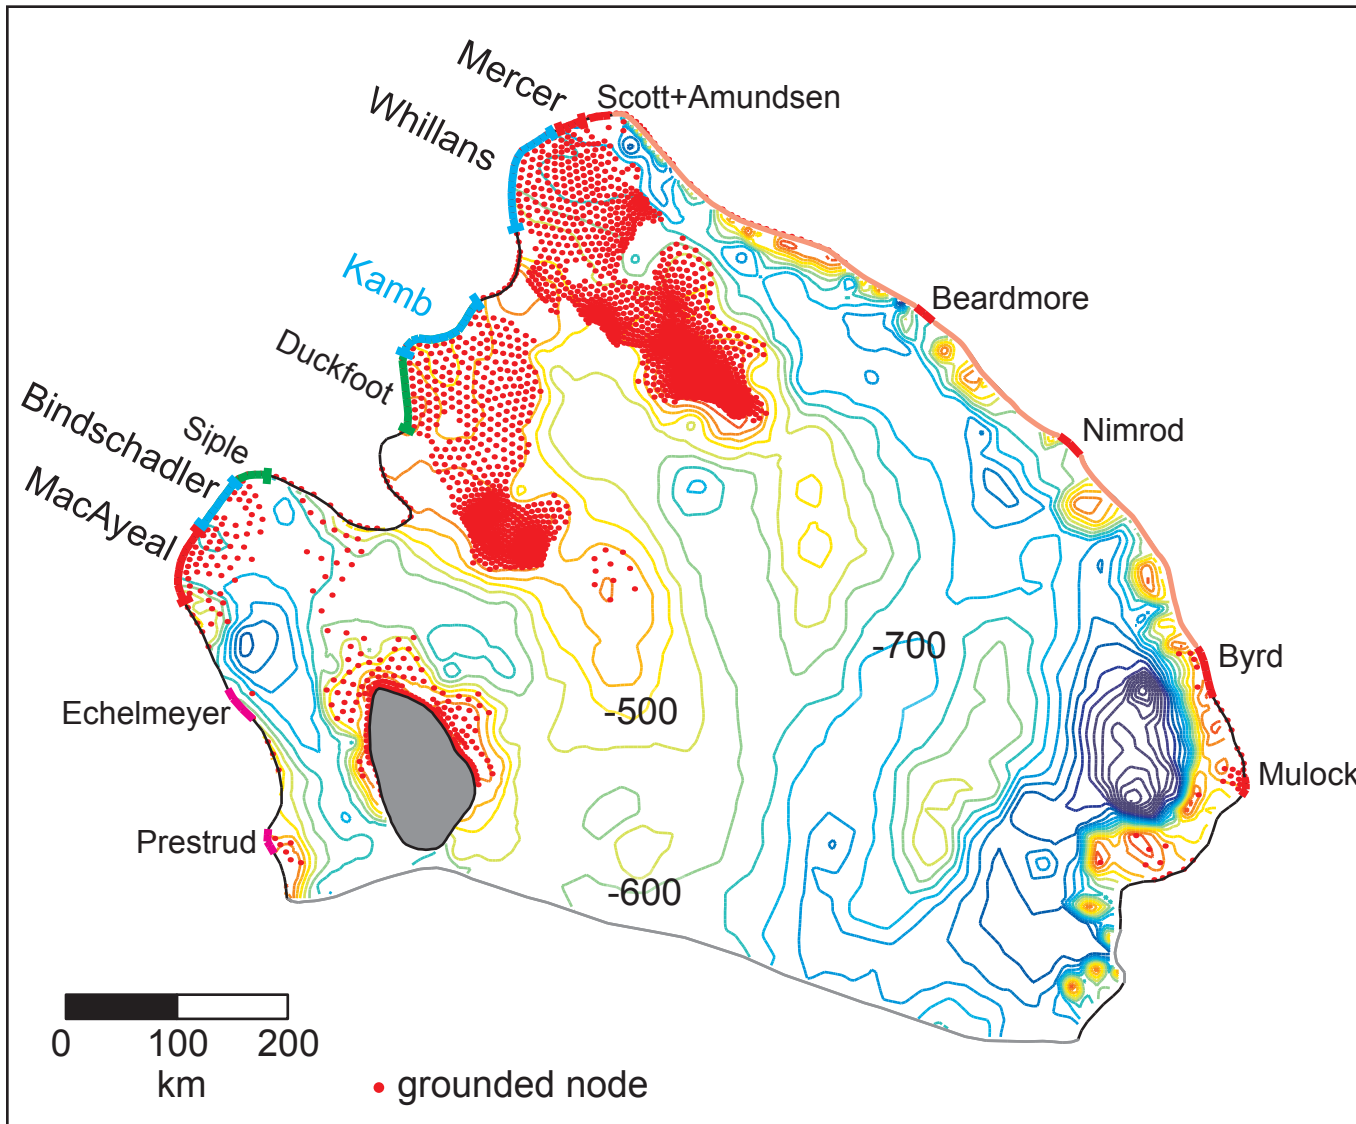 Mercer
Scott+Amundsen
Whillans
Kamb
Beardmore
Duckfoot
Bindschadler
Siple
Nimrod
MacAyeal
-700
Byrd
Echelmeyer
-500
Mulock
Prestrud
-600
0 100 200
km
grounded node